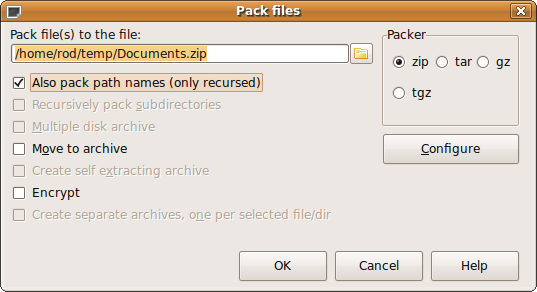 Pack files
Pack file(s) to the file:
/home/rod/temp/Documents.zip
Also pack path names (only recursed)
Recursively pack subdirectories
Multiple disk archive
Move to archive
Create self extracting archive
Encrypt
Create separate archives, one per selected file/dir
Packer
zip tar gz
tgz
Configure
OK Cancel Help